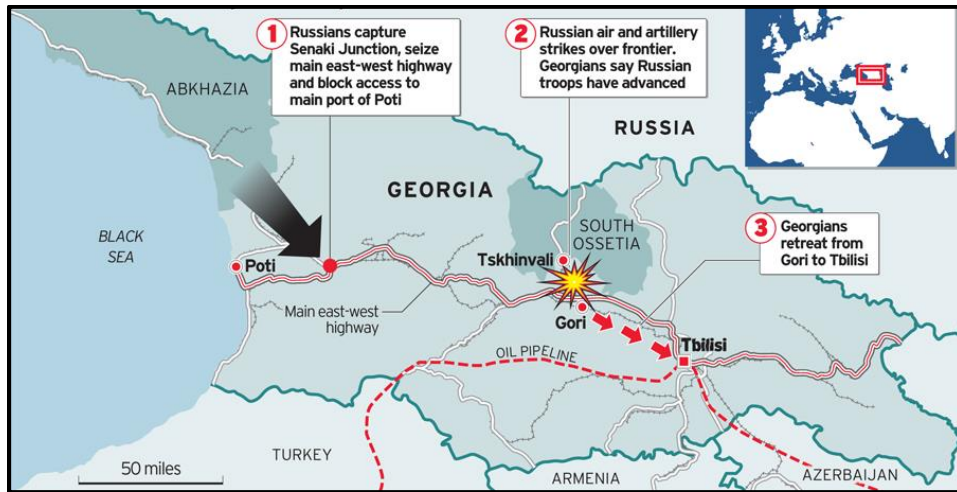 1
Russians capture
Senaki Junction, seize
main east-west highway
and block access to
main port of Poti
2
Russian air and artillery
strikes over frontier.
Georgians say Russian
troops have advanced
ABKHAZIA
RUSSIA
GEORGIA
SOUTH
OSSETIA
3
Georgians
retreat from
Gori to Tbilisi
BLACK
SEA
Poti
Tskhinvali
Main east-west
highway
Gori
Tbilisi
OIL PIPELINE
50 miles
TURKEY
ARMENIA
AZERBAIJAN